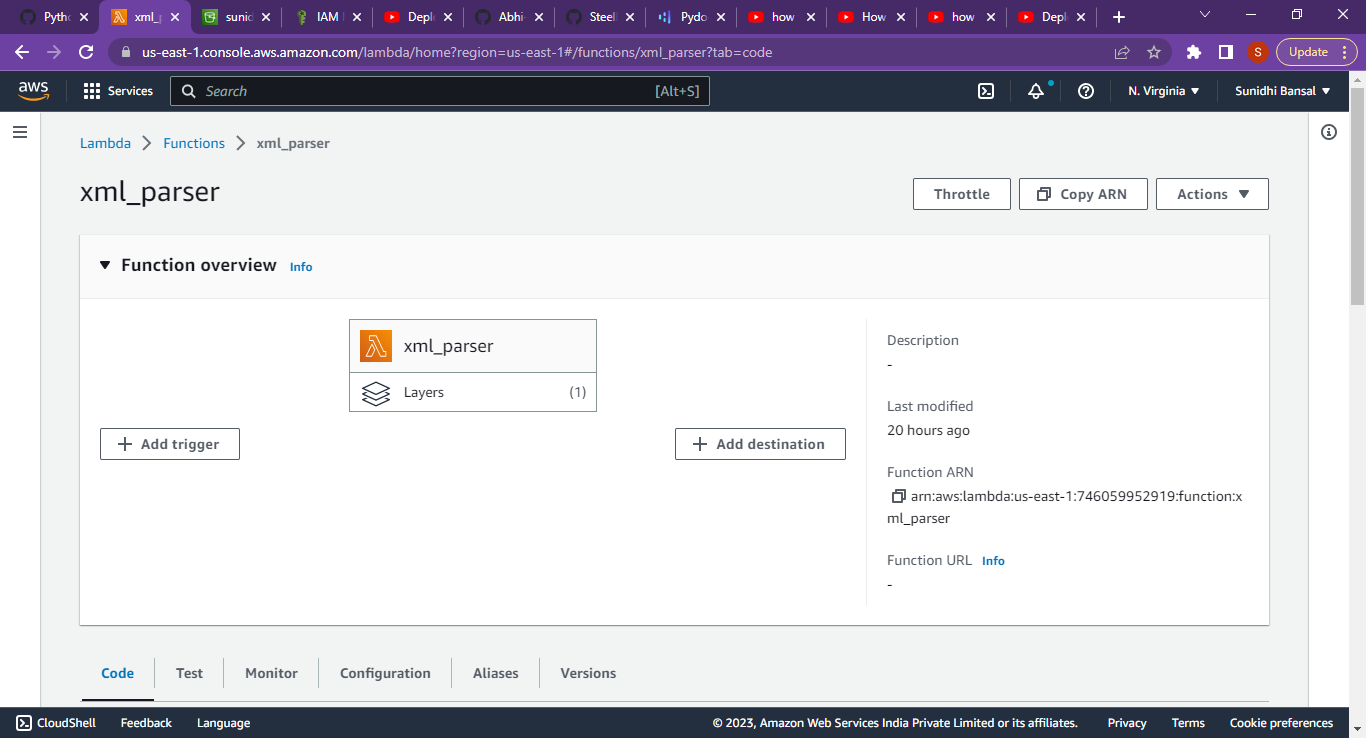 Pytho
xml_p
sunid
IAM
Deplo
Abhi-
Steel
Pydo
how
How
how
Deplo
us-east-1.console.aws.amazon.com/lambda/home?region=us-east-1#/functions/xml_parser?tab=code
S
Update
aws
Services
Search
[Alt+S]
N. Virginia
Sunidhi Bansal
Lambda
Functions
xml_parser
xml_parser
Throttle
Copy ARN
Actions
Function overview Info
xml_parser
Layers (1)
+ Add trigger
+ Add destination
Description
-
Last modified
20 hours ago
Function ARN
arn:aws:lambda:us-east-1:746059952919:function:x
ml_parser
Function URL Info
-
Code
Test
Monitor
Configuration
Aliases
Versions
CloudShell
Feedback
Language
© 2023, Amazon Web Services India Private Limited or its affiliates.
Privacy
Terms
Cookie preferences